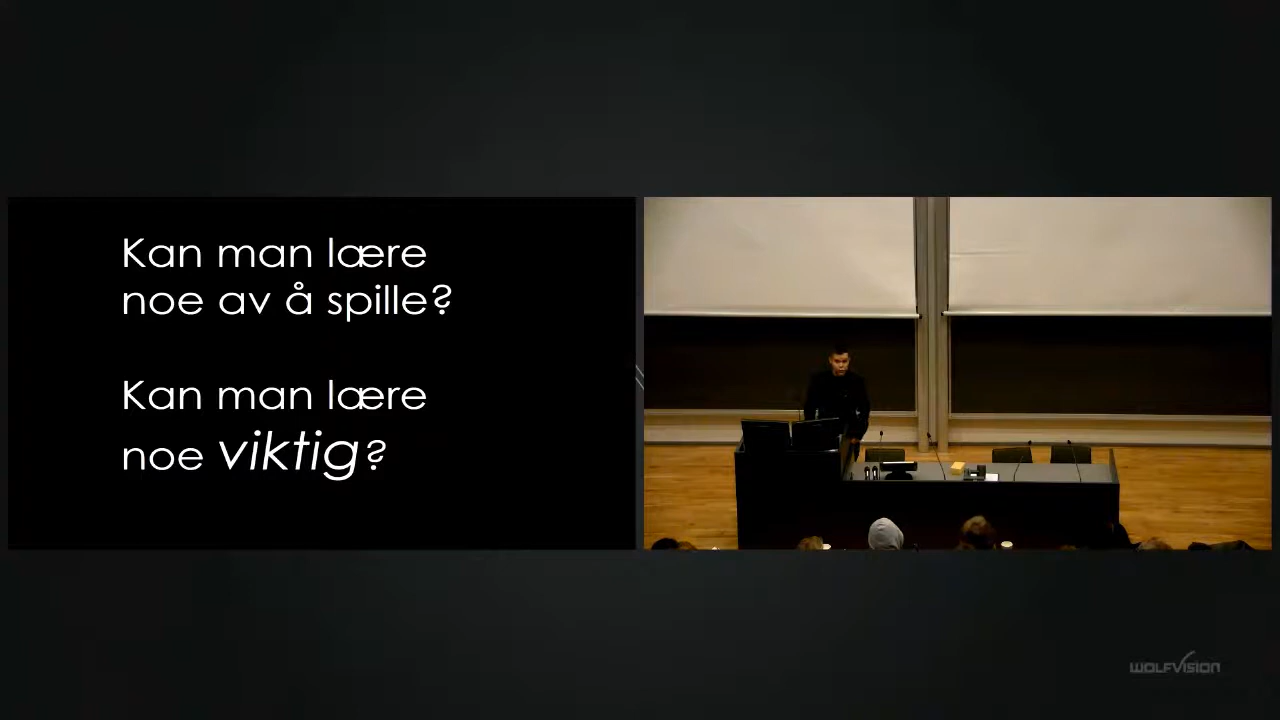 Kan man lære
noe av å spille?
Kan man lære
noe viktig?
WOLFVISION